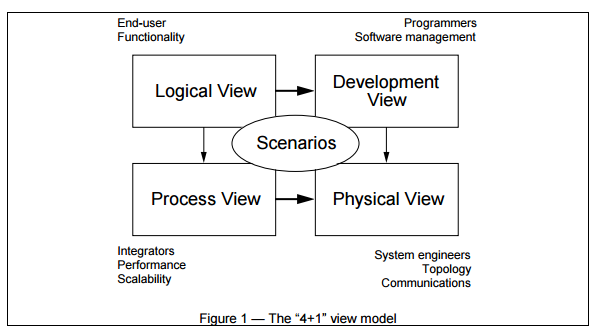 End-user
Functionality
Programmers
Software management
Logical View
Development
View
Scenarios
Process View
Physical View
Integrators
Performance
Scalability
System engineers
Topology
Communications
Figure 1 — The “4+1” view model